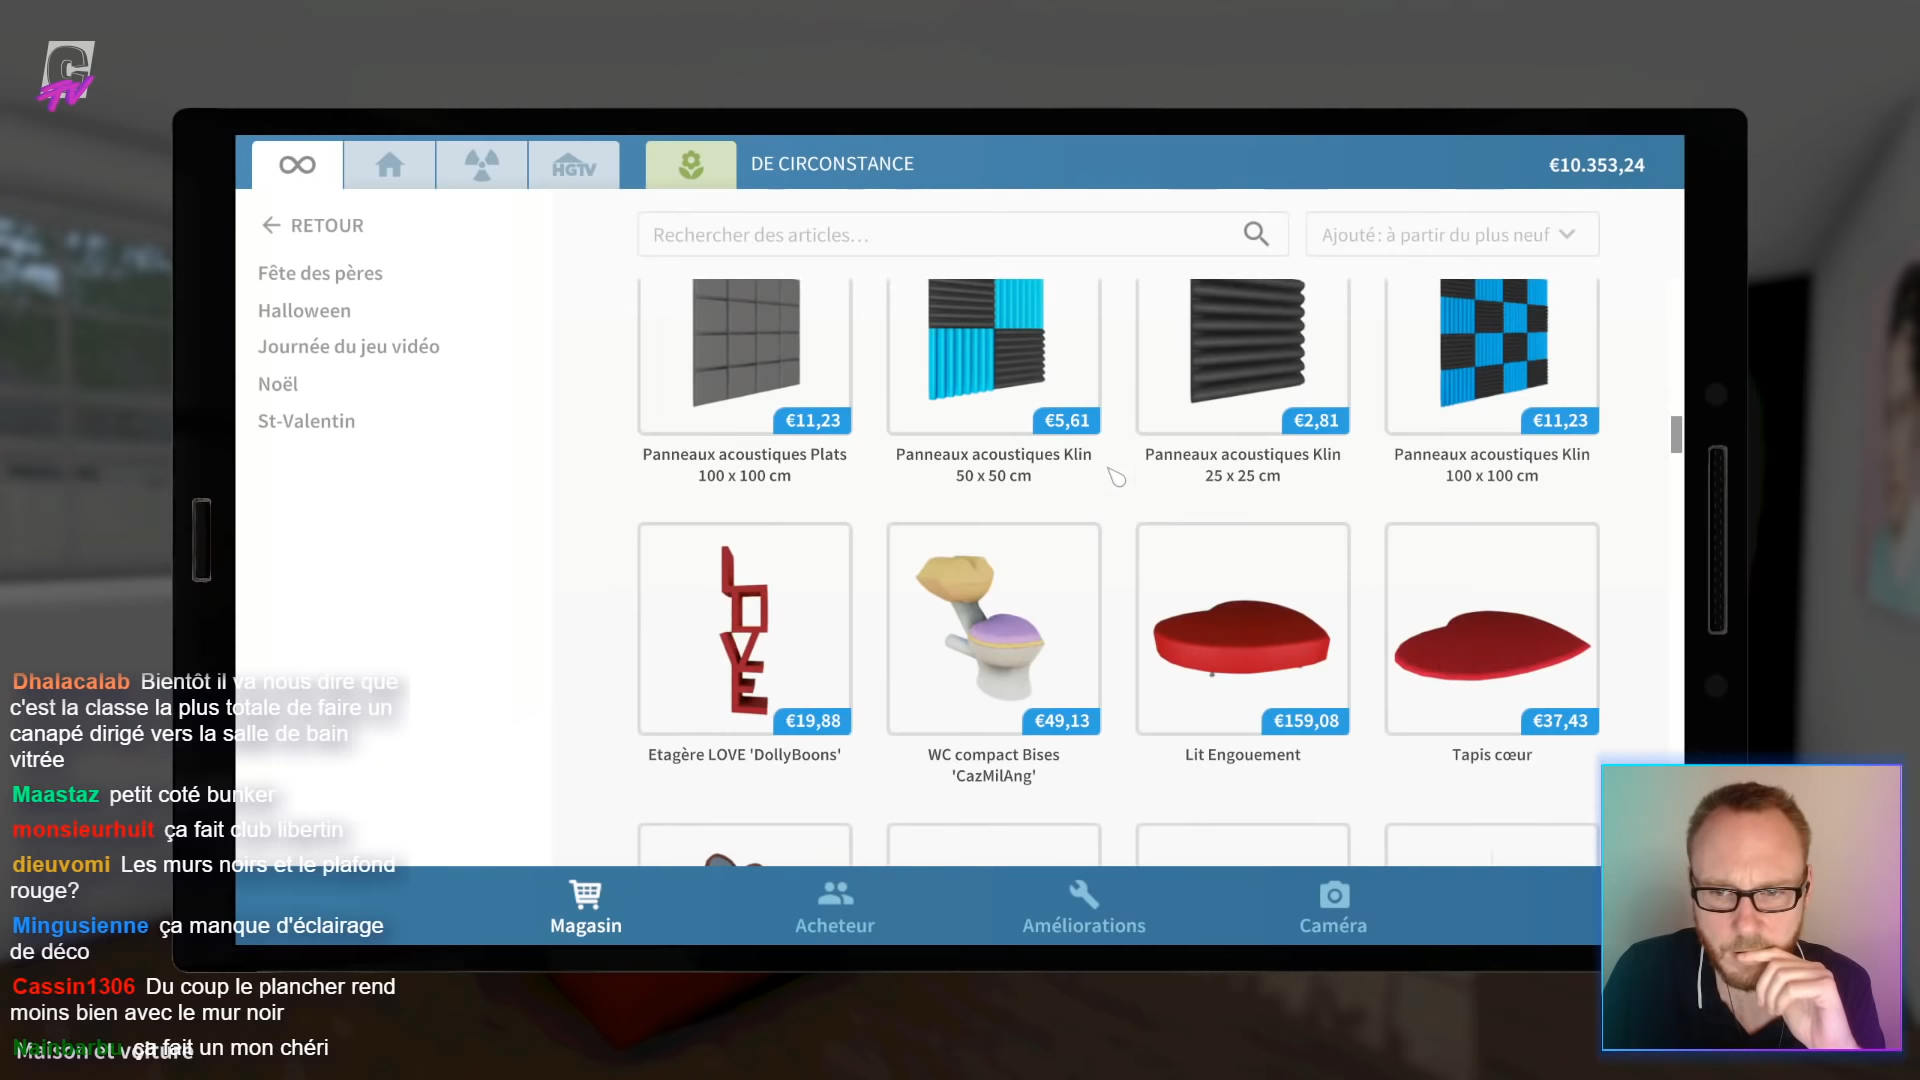 C
TV
HGTV
DE CIRCONSTANCE
€10.353,24
RETOUR
Fête des pères
Halloween
Journée du jeu vidéo
Noël
St-Valentin
Rechercher des articles...
Ajouté : à partir du plus neuf
€11,23
€5,61
€2,81
€11,23
Panneaux acoustiques Plats
100 x 100 cm
Panneaux acoustiques Klin
50 x 50 cm
Panneaux acoustiques Klin
25 x 25 cm
Panneaux acoustiques Klin
100 x 100 cm
LOVE
€19,88
€49,13
€159,08
€37,43
Etagère LOVE 'DollyBoons'
WC compact Bises
'CazMilAng'
Lit Engouement
Tapis cœur
Magasin
Acheteur
Améliorations
Caméra
Dhalacalab Bientôt il va nous dire que
c'est la classe la plus totale de faire un
canapé dirigé vers la salle de bain
vitrée
Maastaz petit coté bunker
monsieurhuit ça fait club libertin
dieuvomi Les murs noirs et le plafond
rouge?
Mingusienne ça manque d'éclairage
de déco
Cassin1306 Du coup le plancher rend
moins bien avec le mur noir
Nainbarbu ça fait un mon chéri
Maison et voiture